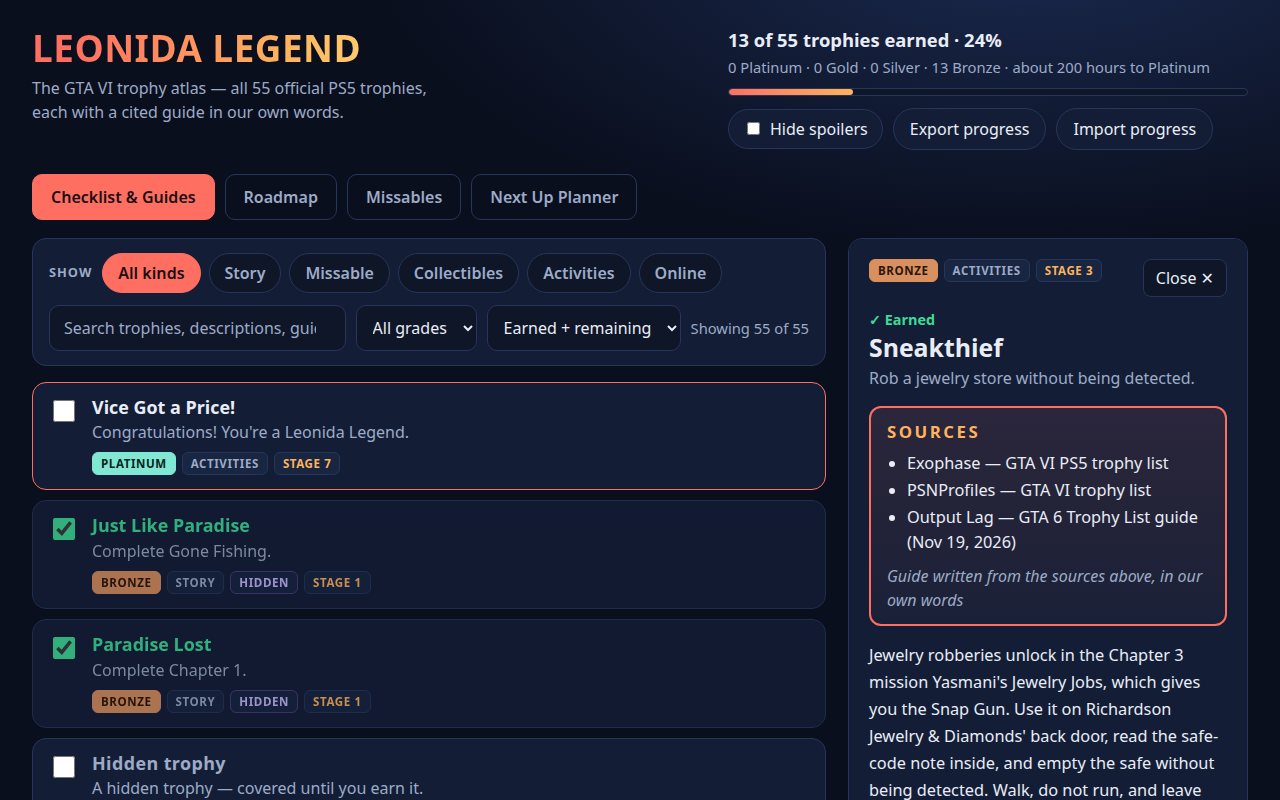 LEONIDA LEGEND
The GTA VI trophy atlas — all 55 official PS5 trophies,
each with a cited guide in our own words.
13 of 55 trophies earned · 24%
0 Platinum · 0 Gold · 0 Silver · 13 Bronze · about 200 hours to Platinum
Hide spoilers
Export progress
Import progress
Checklist & Guides
Roadmap
Missables
Next Up Planner
SHOW
All kinds
Story
Missable
Collectibles
Activities
Online
Search trophies, descriptions, gui
All grades
Earned + remaining
Showing 55 of 55
Vice Got a Price!
Congratulations! You're a Leonida Legend.
PLATINUM
ACTIVITIES
STAGE 7
Just Like Paradise
Complete Gone Fishing.
BRONZE
STORY
HIDDEN
STAGE 1
Paradise Lost
Complete Chapter 1.
BRONZE
STORY
HIDDEN
STAGE 1
Hidden trophy
A hidden trophy — covered until you earn it.
BRONZE
ACTIVITIES
STAGE 3
Close ✕
✓ Earned
Sneakthief
Rob a jewelry store without being detected.
SOURCES
• Exophase — GTA VI PS5 trophy list
• PSNProfiles — GTA VI trophy list
• Output Lag — GTA 6 Trophy List guide
(Nov 19, 2026)
Guide written from the sources above, in our
own words
Jewelry robberies unlock in the Chapter 3
mission Yasmani's Jewelry Jobs, which gives
you the Snap Gun. Use it on Richardson
Jewelry & Diamonds' back door, read the safe-
code note inside, and empty the safe without
being detected. Walk, do not run, and leave